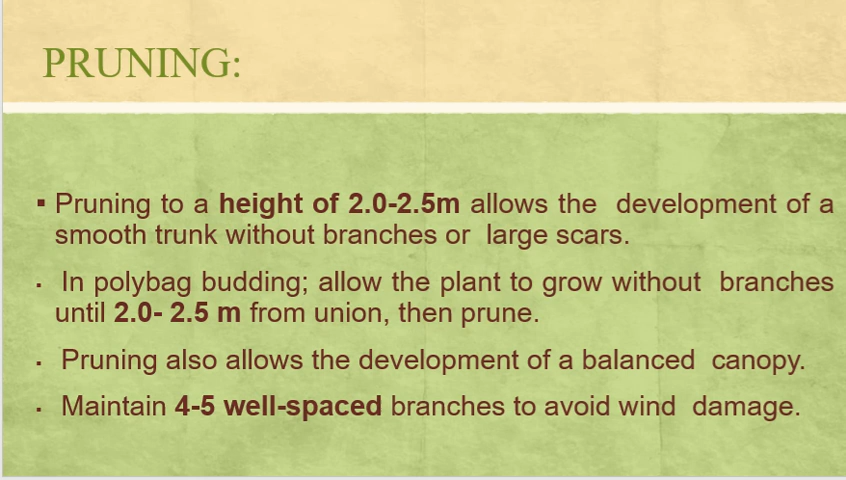 PRUNING:
▪ Pruning to a height of 2.0-2.5m allows the development of a
smooth trunk without branches or large scars.
▪ In polybag budding; allow the plant to grow without branches
until 2.0- 2.5 m from union, then prune.
▪ Pruning also allows the development of a balanced canopy.
▪ Maintain 4-5 well-spaced branches to avoid wind damage.